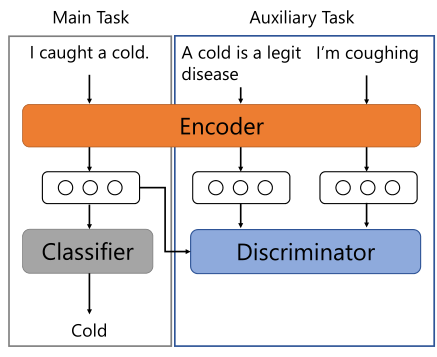 Main Task
Auxiliary Task
I caught a cold.
A cold is a legit
disease
I'm coughing
Encoder
Classifier
Discriminator
Cold